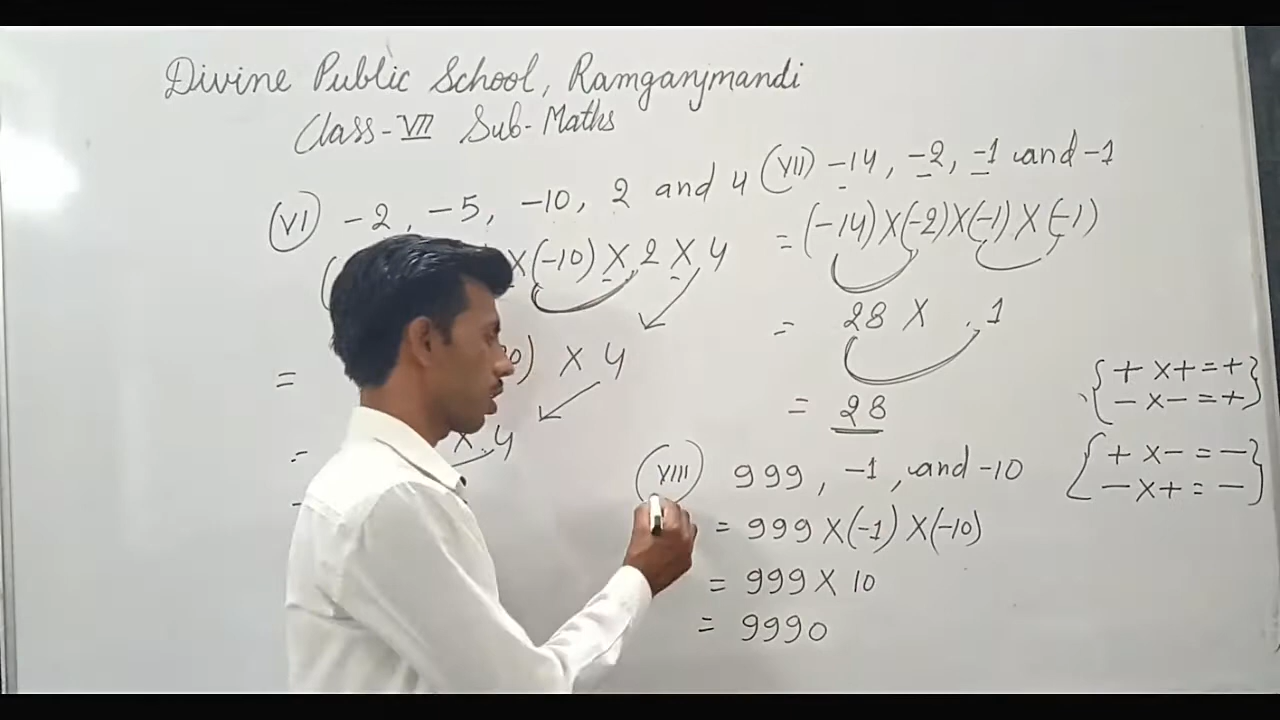 Divine Public School, Ramganjmandi
Class-VII Sub-Maths
(VI) -2, -5, -10, 2 and 4
X(-10) X 2 X 4
= 0) X 4
= X 4
(VII) -14, -2, -1 and -1
= (-14)X(-2)X(-1)X(-1)
= 28 X 1
= 28
(VIII) 999, -1, and -10
= 999 X(-1) X(-10)
= 999 X 10
= 9990
{ + X + = + }
{ - X - = + }
{ + X - = - }
{ - X + = - }